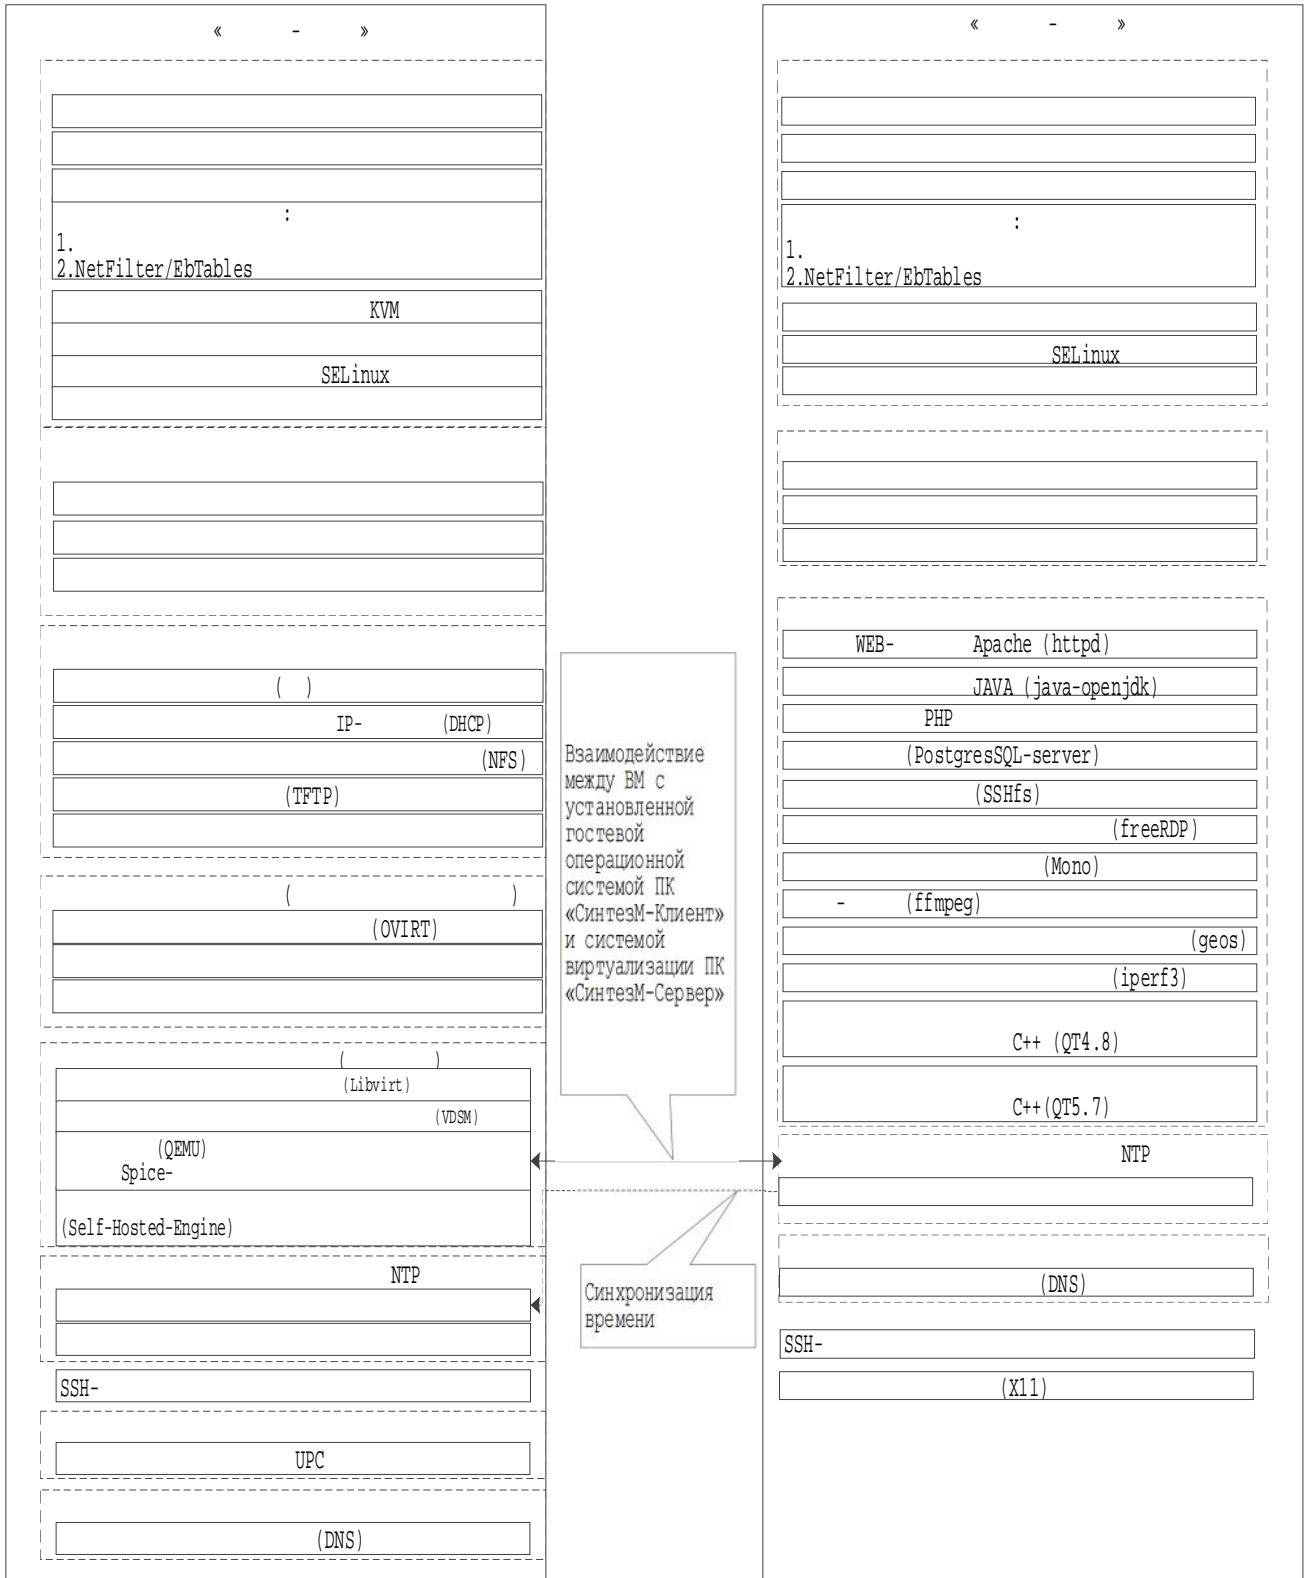 « - »
:
1.
2.NetFilter/EbTables
KVM
SELinux
( )
IP- (DHCP)
(NFS)
(TFTP)
( )
(OVIRT)
( )
(Libvirt)
(VDSM)
(QEMU)
Spice-
(Self-Hosted-Engine)
NTP
SSH-
UPC
(DNS)
Взаимодействие
между ВМ с
установленной
гостевой
операционной
системой ПК
«СинтезМ-Клиент»
и системой
виртуализации ПК
«СинтезМ-Сервер»
Синхронизация
времени
« - »
:
1.
2.NetFilter/EbTables
SELinux
WEB- Apache (httpd)
JAVA (java-openjdk)
PHP
(PostgresSQL-server)
(SSHfs)
(freeRDP)
(Mono)
- (ffmpeg)
(geos)
(iperf3)
C++ (QT4.8)
C++(QT5.7)
NTP
(DNS)
SSH-
(X11)